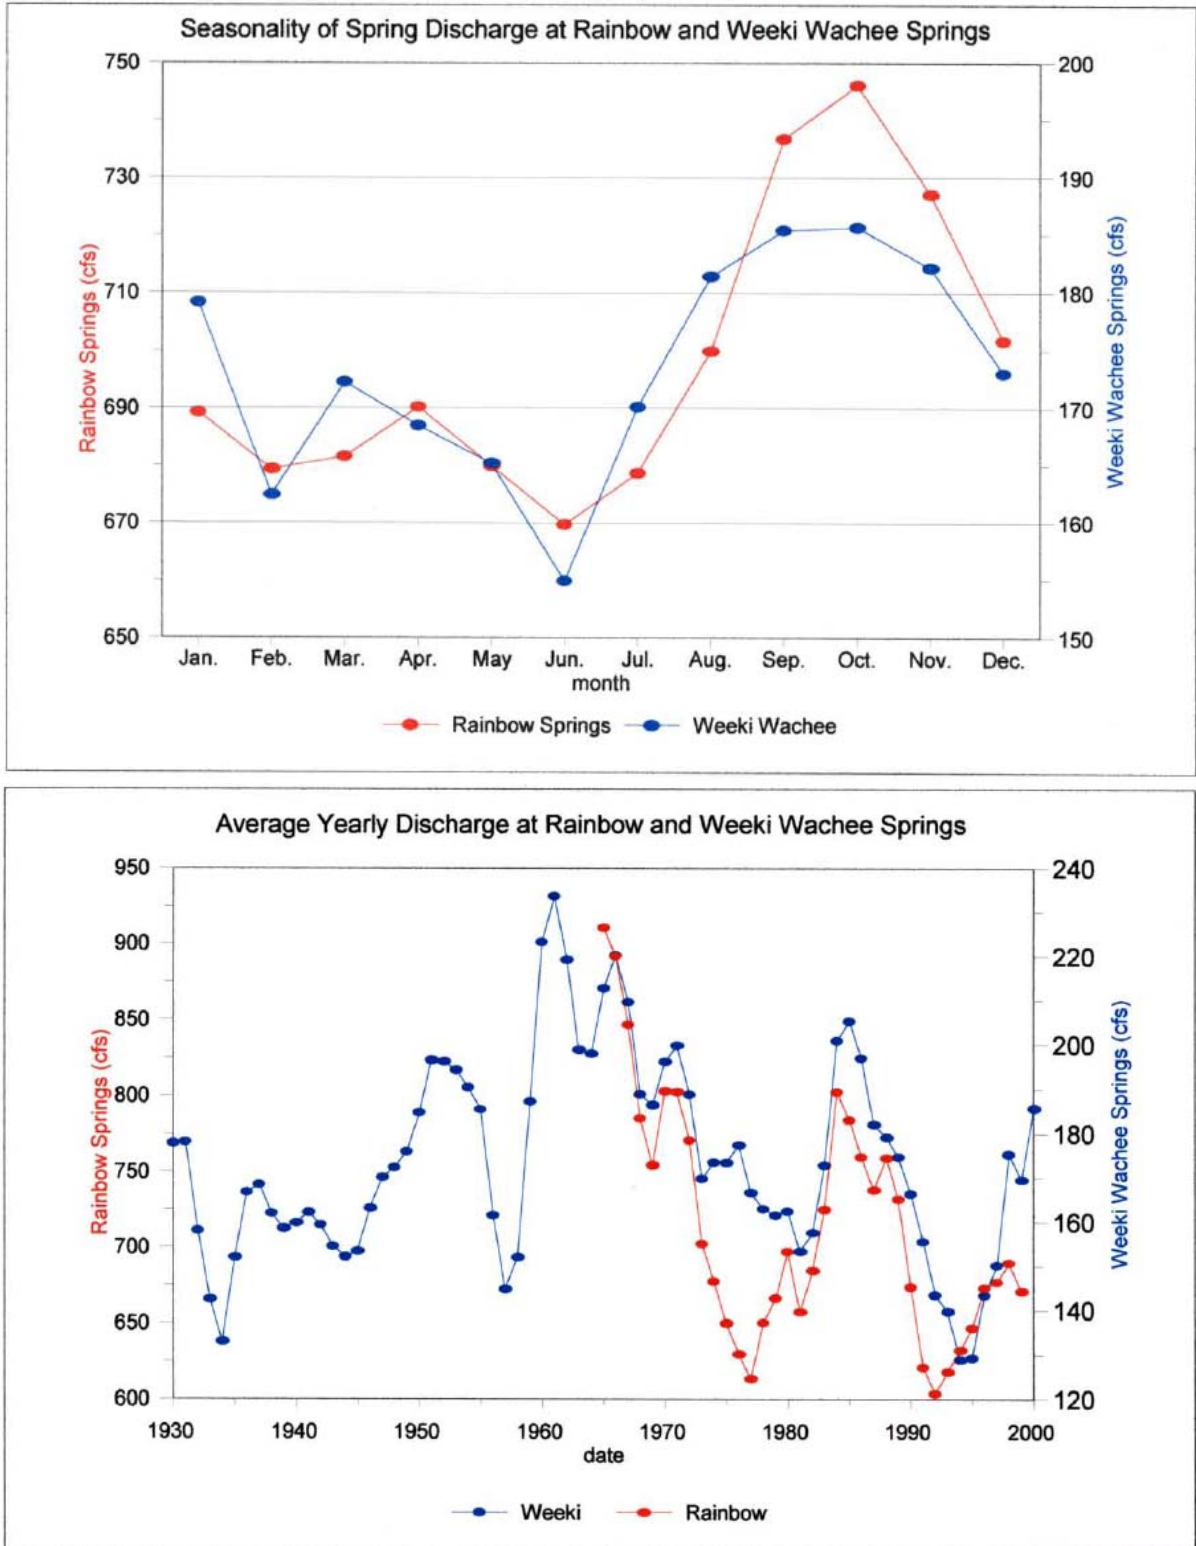 Seasonality of Spring Discharge at Rainbow and Weeki Wachee Springs
750
730
710
690
670
650
Rainbow Springs (cfs)
200
190
180
170
160
150
Weeki Wachee Springs (cfs)
Jan. Feb. Mar. Apr. May Jun. Jul. Aug. Sep. Oct. Nov. Dec.
month
Rainbow Springs Weeki Wachee
Average Yearly Discharge at Rainbow and Weeki Wachee Springs
950
900
850
800
750
700
650
600
Rainbow Springs (cfs)
240
220
200
180
160
140
120
Weeki Wachee Springs (cfs)
1930 1940 1950 1960 1970 1980 1990 2000
date
Weeki Rainbow